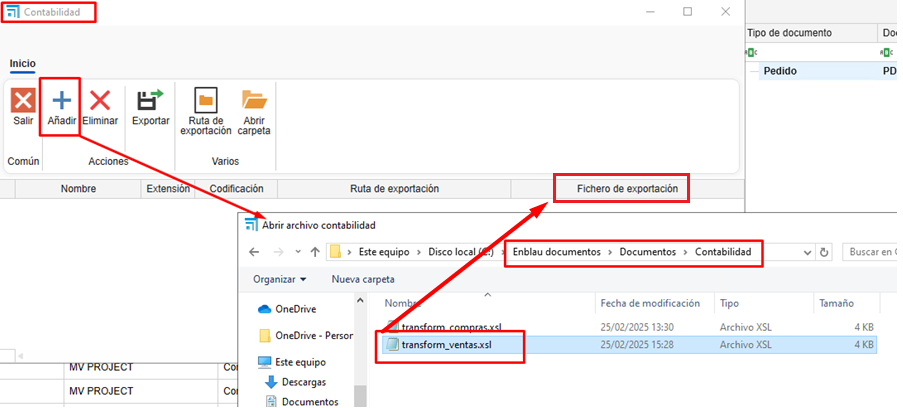 Contabilidad
Tipo de documento
Doc
Inicio
Pedido
PD
Salir
Añadir
Eliminar
Exportar
Ruta de exportación
Abrir carpeta
Común
Acciones
Varios
Nombre
Extensión
Codificación
Ruta de exportación
Fichero de exportación
Abrir archivo contabilidad
Este equipo > Disco local (C:) > Enblau documentos > Documentos > Contabilidad
Buscar en C
Organizar
Nueva carpeta
Nombre
Fecha de modificación
Tipo
Tamaño
OneDrive
transform_compras.xsl
25/02/2025 13:30
Archivo XSL
4 KB
OneDrive - Person
transform_ventas.xsl
25/02/2025 15:28
Archivo XSL
4 KB
Este equipo
MV PROJECT
Con
Descargas
MV PROJECT
Con
Documentos